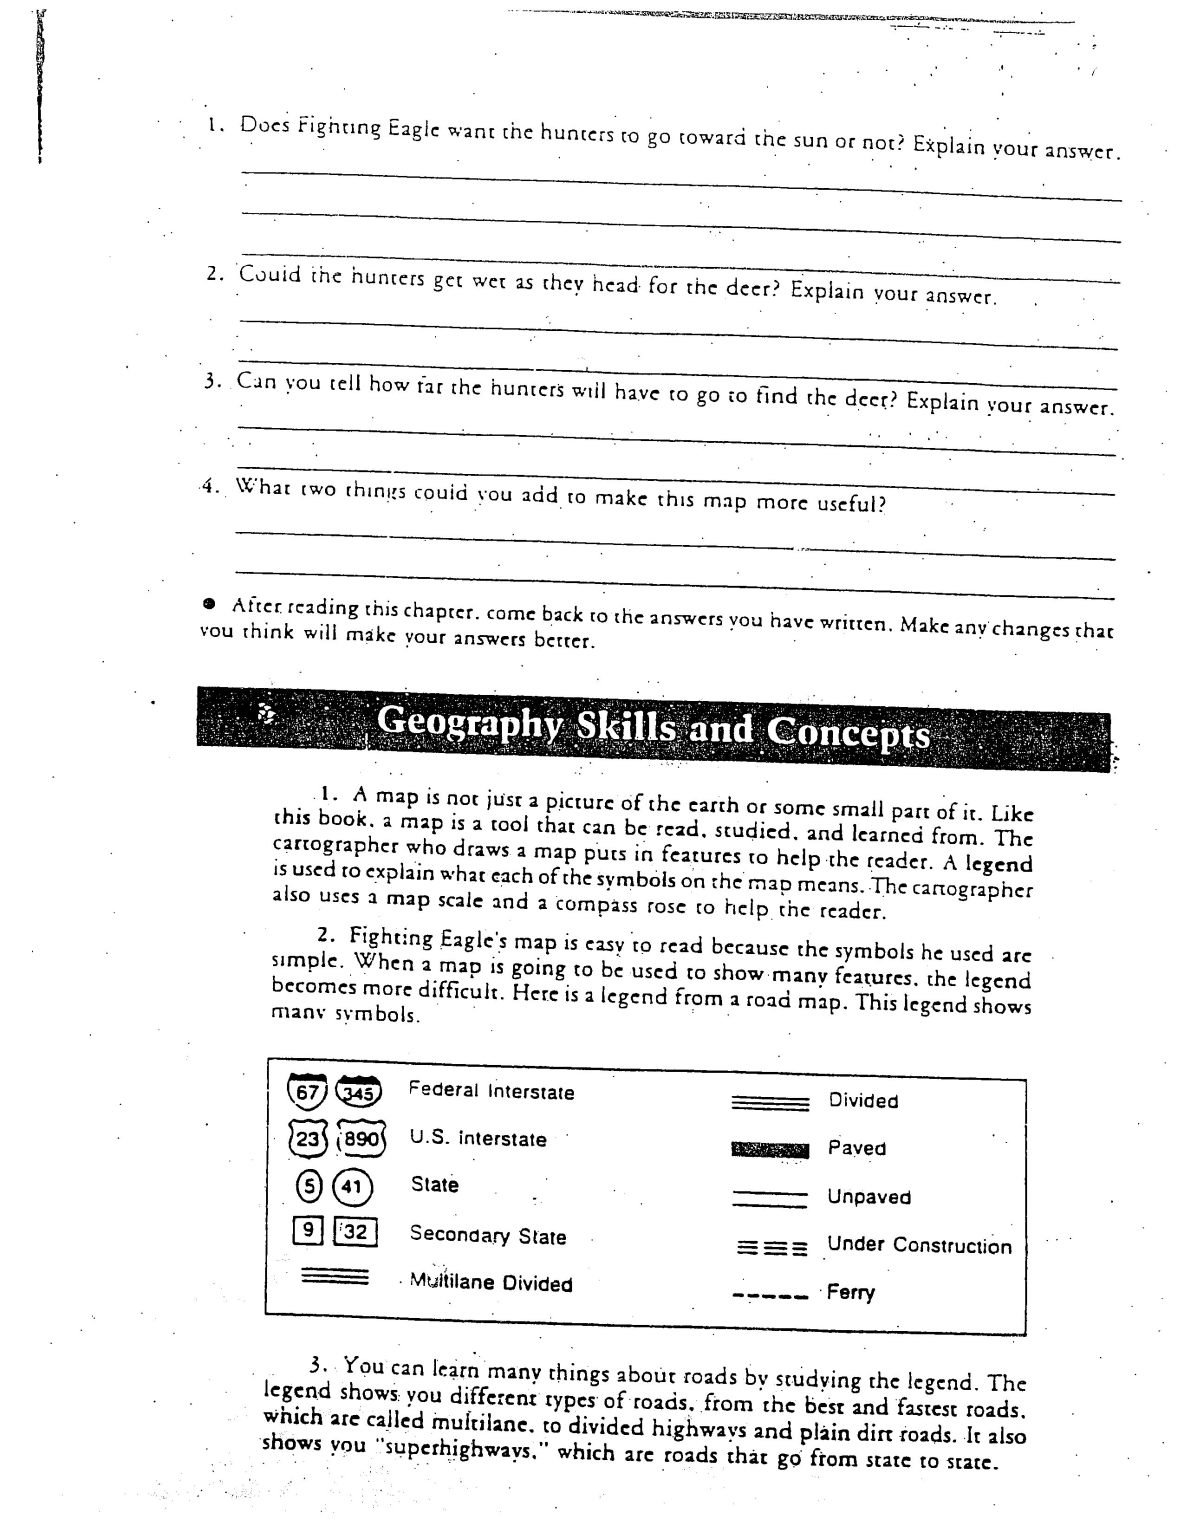 1. Does Fighting Eagle want the hunters to go toward the sun or not? Explain your answer.
2. Could the hunters get wet as they head for the deer? Explain your answer.
3. Can you tell how far the hunters will have to go to find the deer? Explain your answer.
4. What two things could you add to make this map more useful?
● After reading this chapter, come back to the answers you have written. Make any changes that
you think will make your answers better.
Geography Skills and Concepts
1. A map is not just a picture of the earth or some small part of it. Like
this book, a map is a tool that can be read, studied, and learned from. The
cartographer who draws a map puts in features to help the reader. A legend
is used to explain what each of the symbols on the map means. The cartographer
also uses a map scale and a compass rose to help the reader.
2. Fighting Eagle's map is easy to read because the symbols he used are
simple. When a map is going to be used to show many features, the legend
becomes more difficult. Here is a legend from a road map. This legend shows
many symbols.
67 345 Federal Interstate
23 890 U.S. Interstate
5 41 State
9 32 Secondary State
Multilane Divided
Divided
Paved
Unpaved
Under Construction
Ferry
3. You can learn many things about roads by studying the legend. The
legend shows you different types of roads, from the best and fastest roads,
which are called multilane, to divided highways and plain dirt roads. It also
shows you "superhighways," which are roads that go from state to state.